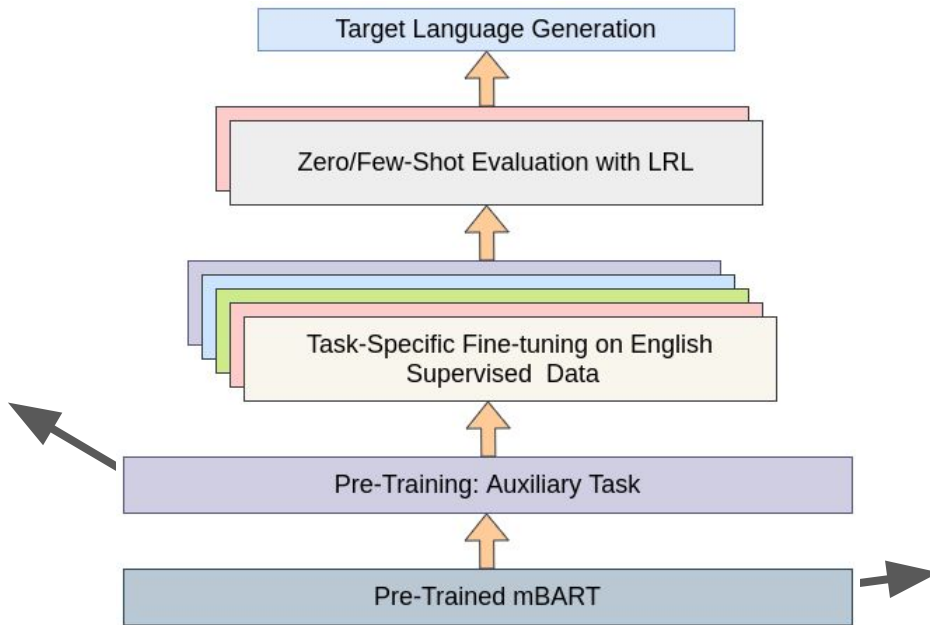 Target Language Generation
Zero/Few-Shot Evaluation with LRL
Task-Specific Fine-tuning on English
Supervised Data
Pre-Training: Auxiliary Task
Pre-Trained mBART